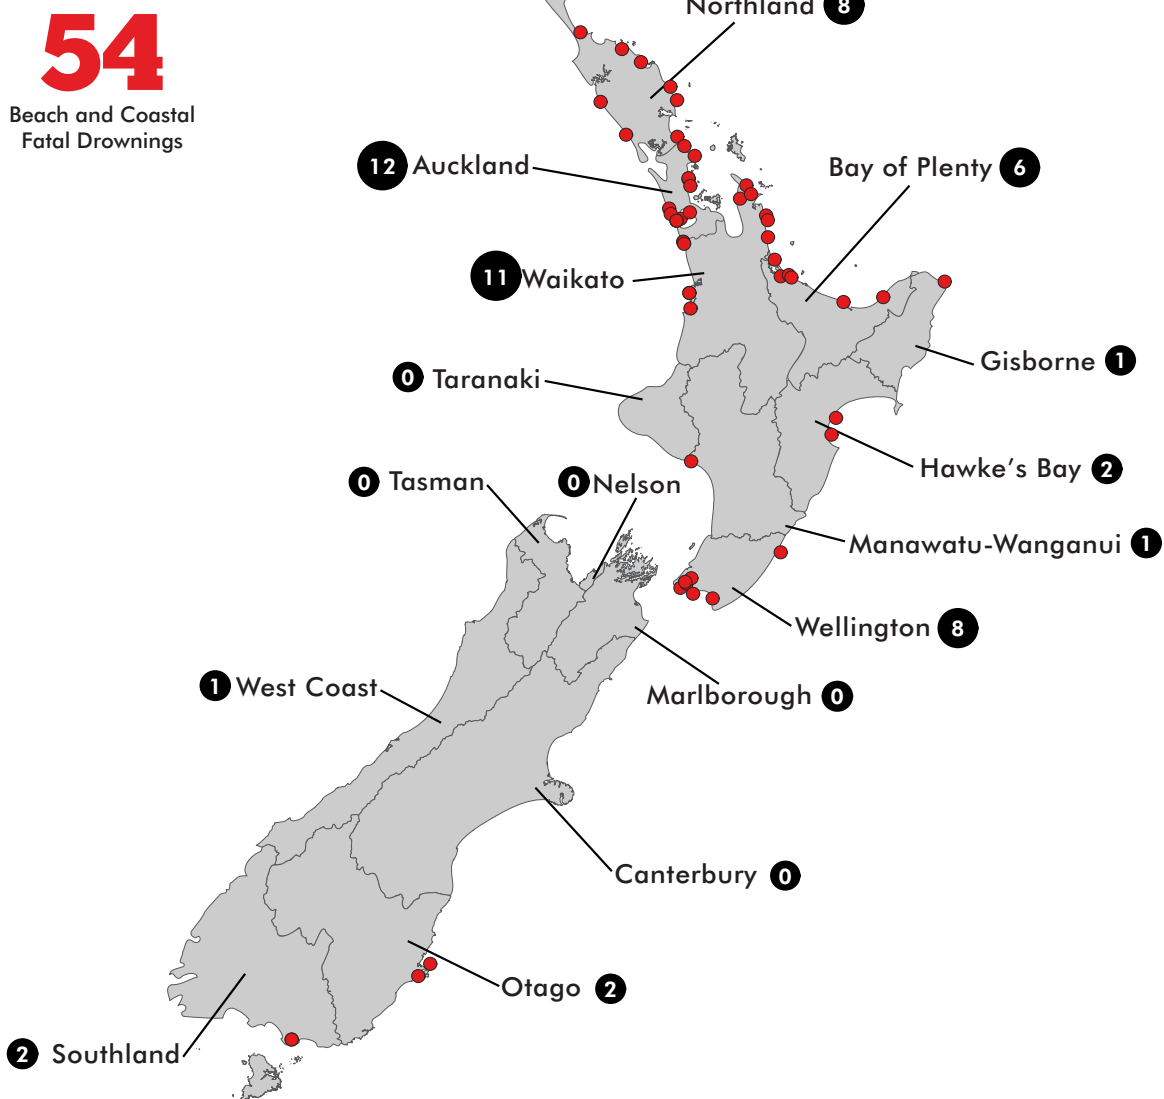 54
Beach and Coastal
Fatal Drownings
Northland 8
12 Auckland
Bay of Plenty 6
11 Waikato
Gisborne 1
0 Taranaki
Hawke's Bay 2
0 Tasman
0 Nelson
Manawatu-Wanganui 1
Wellington 8
1 West Coast
Marlborough 0
Canterbury 0
Otago 2
2 Southland